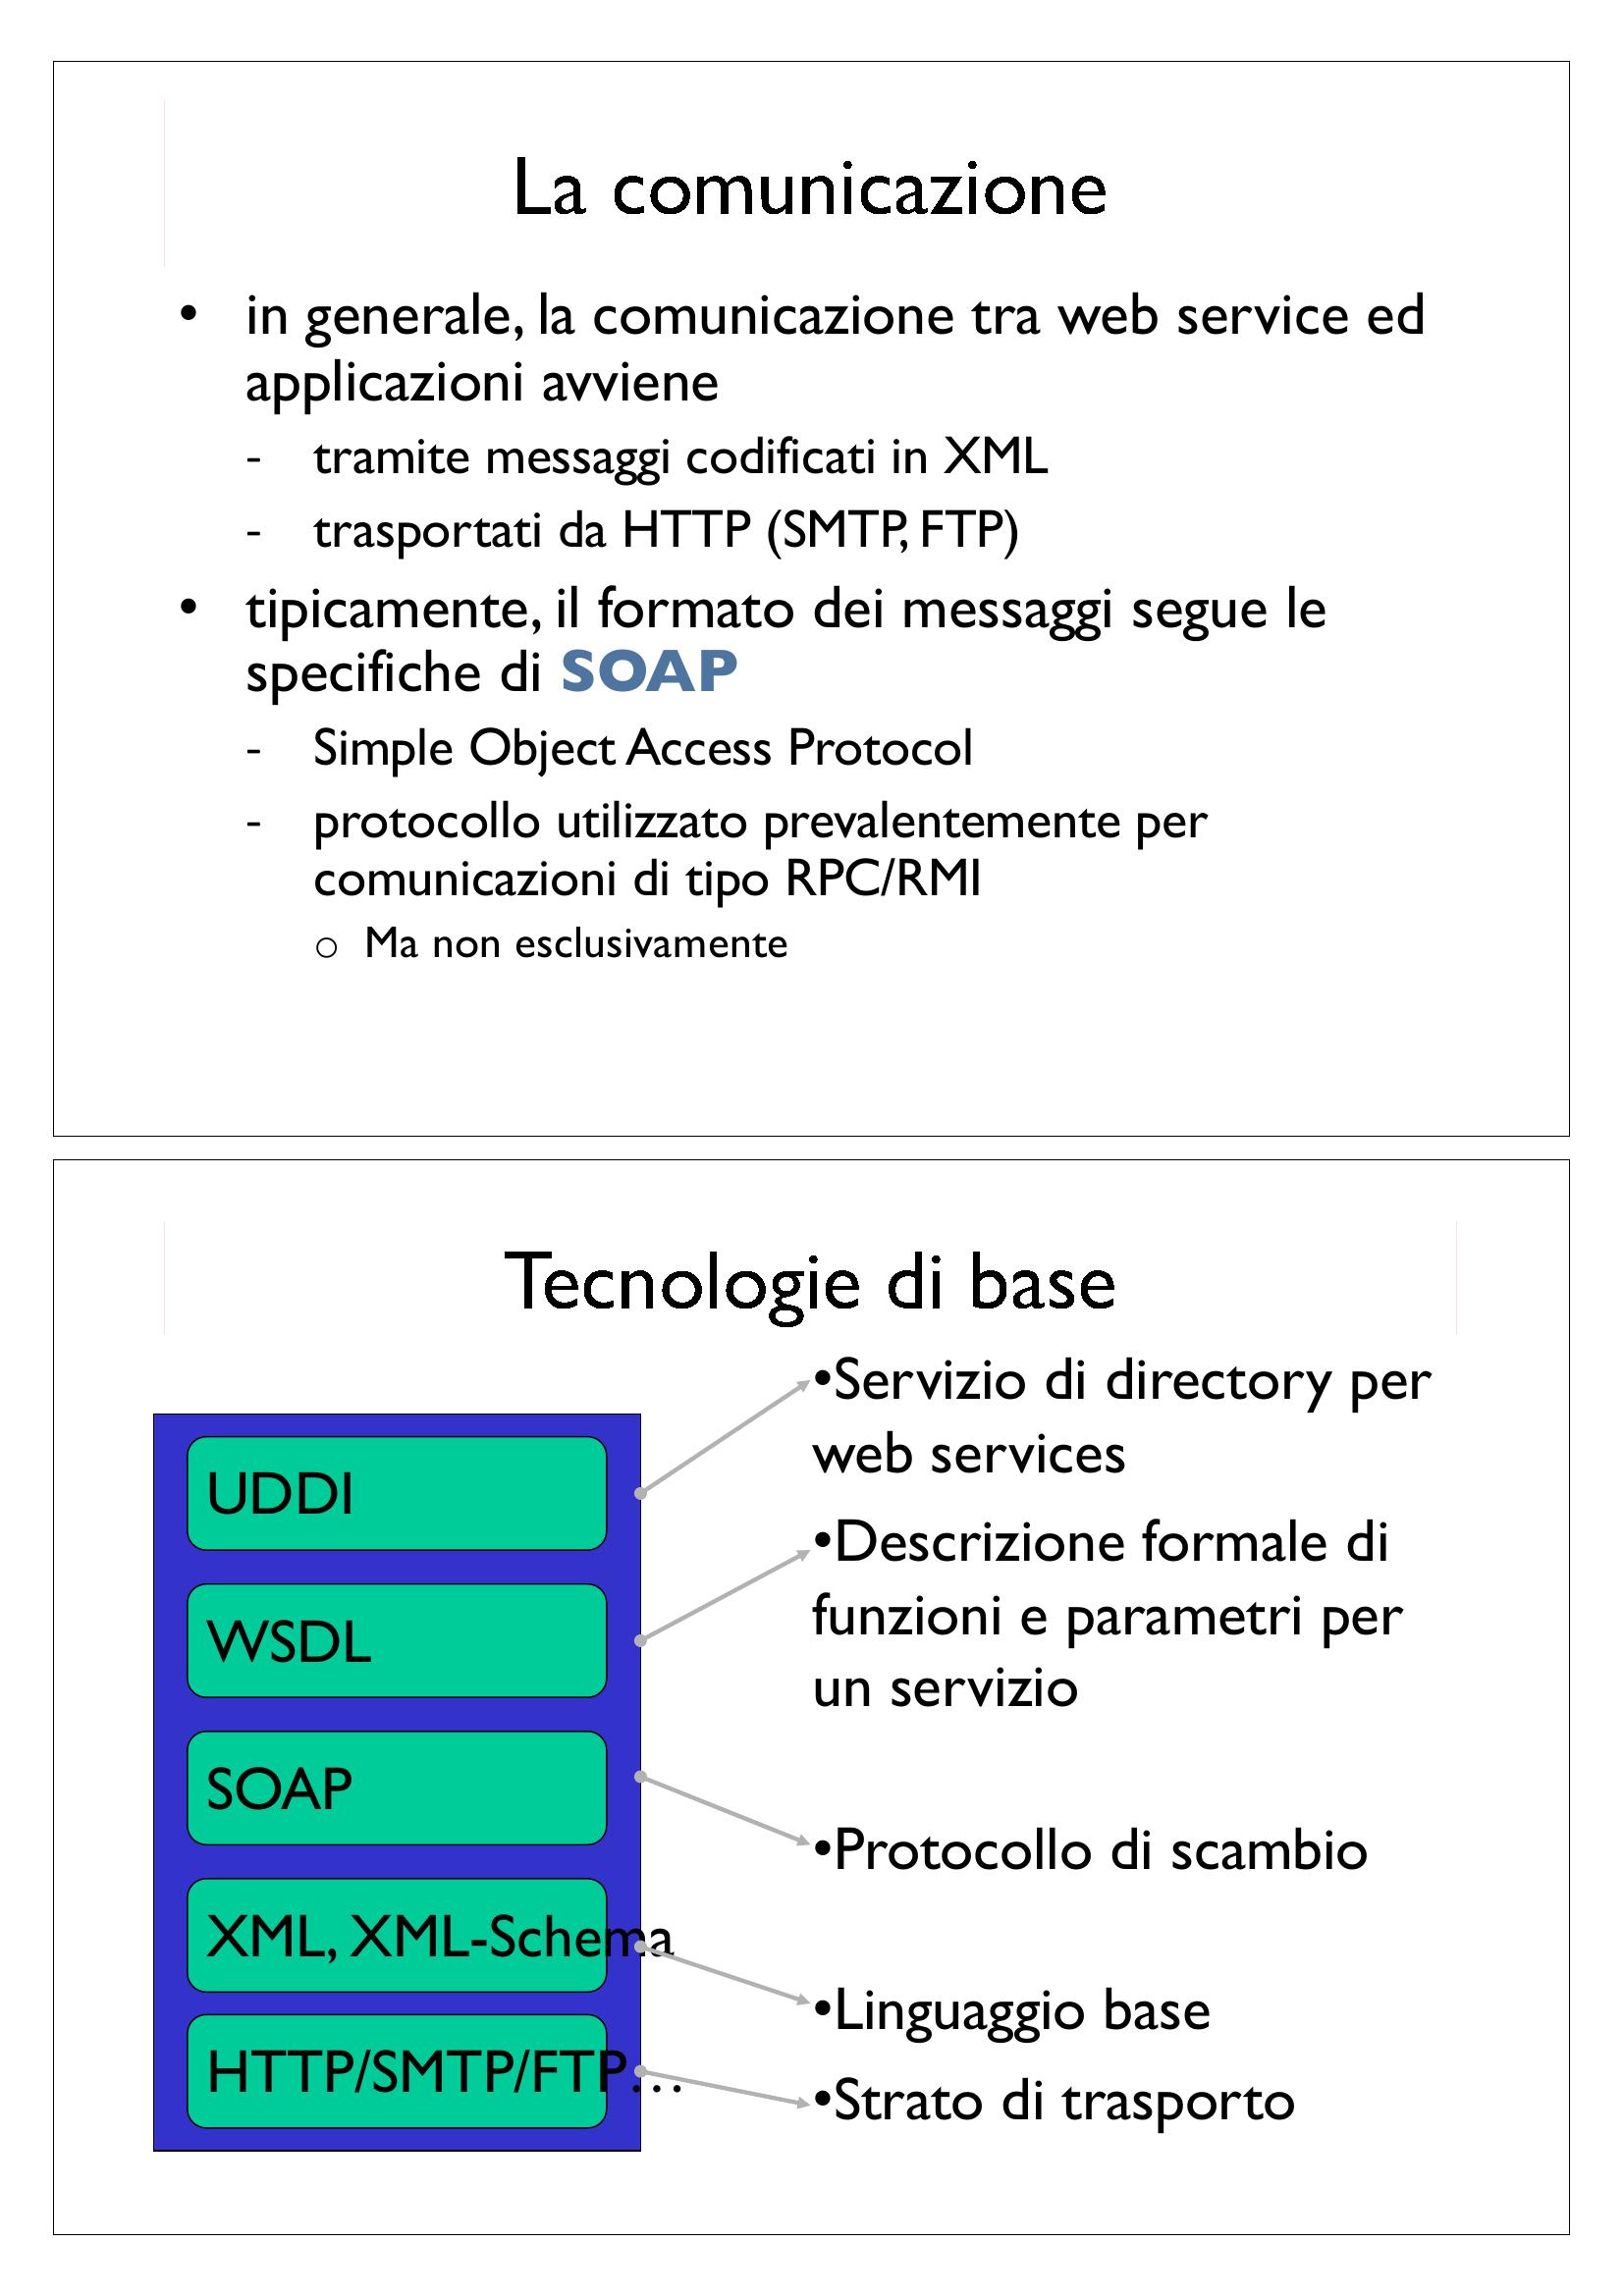 La comunicazione
• in generale, la comunicazione tra web service ed
applicazioni avviene
- tramite messaggi codificati in XML
- trasportati da HTTP (SMTP, FTP)
• tipicamente, il formato dei messaggi segue le
specifiche di SOAP
- Simple Object Access Protocol
- protocollo utilizzato prevalentemente per
comunicazioni di tipo RPC/RMI
o Ma non esclusivamente
Tecnologie di base
UDDI
WSDL
SOAP
XML, XML-Schema
HTTP/SMTP/FTP…
•Servizio di directory per
web services
•Descrizione formale di
funzioni e parametri per
un servizio
•Protocollo di scambio
•Linguaggio base
•Strato di trasporto